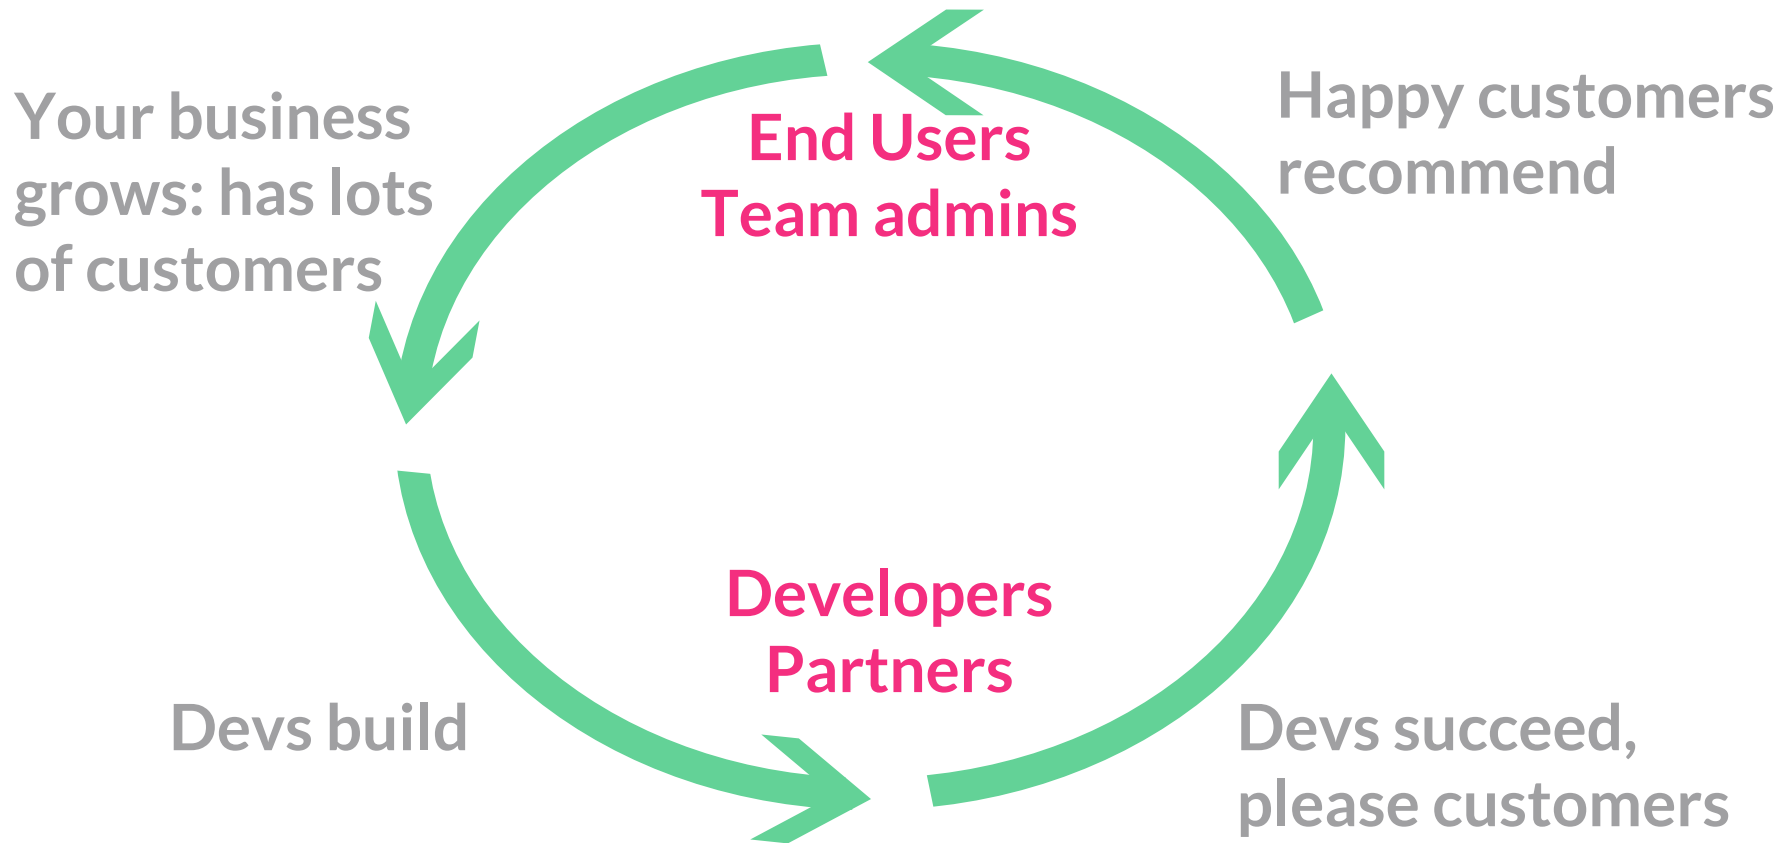 Your business
grows: has lots
of customers
End Users
Team admins
Happy customers
recommend
Developers
Partners
Devs build
Devs succeed,
please customers